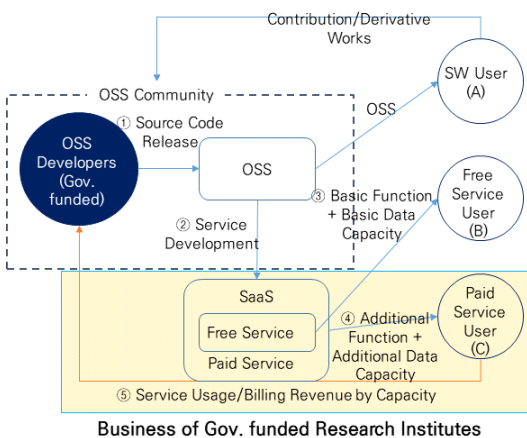 Contribution/Derivative
Works
SW User
(A)
OSS Community
OSS
① Source Code
Release
OSS
Developers
(Gov.
funded)
OSS
Free
Service
User
(B)
③ Basic Function
+ Basic Data
Capacity
② Service
Development
SaaS
Free Service
Paid Service
④ Additional
Function +
Additional Data
Capacity
Paid
Service
User
(C)
⑤ Service Usage/Billing Revenue by Capacity
Business of Gov. funded Research Institutes